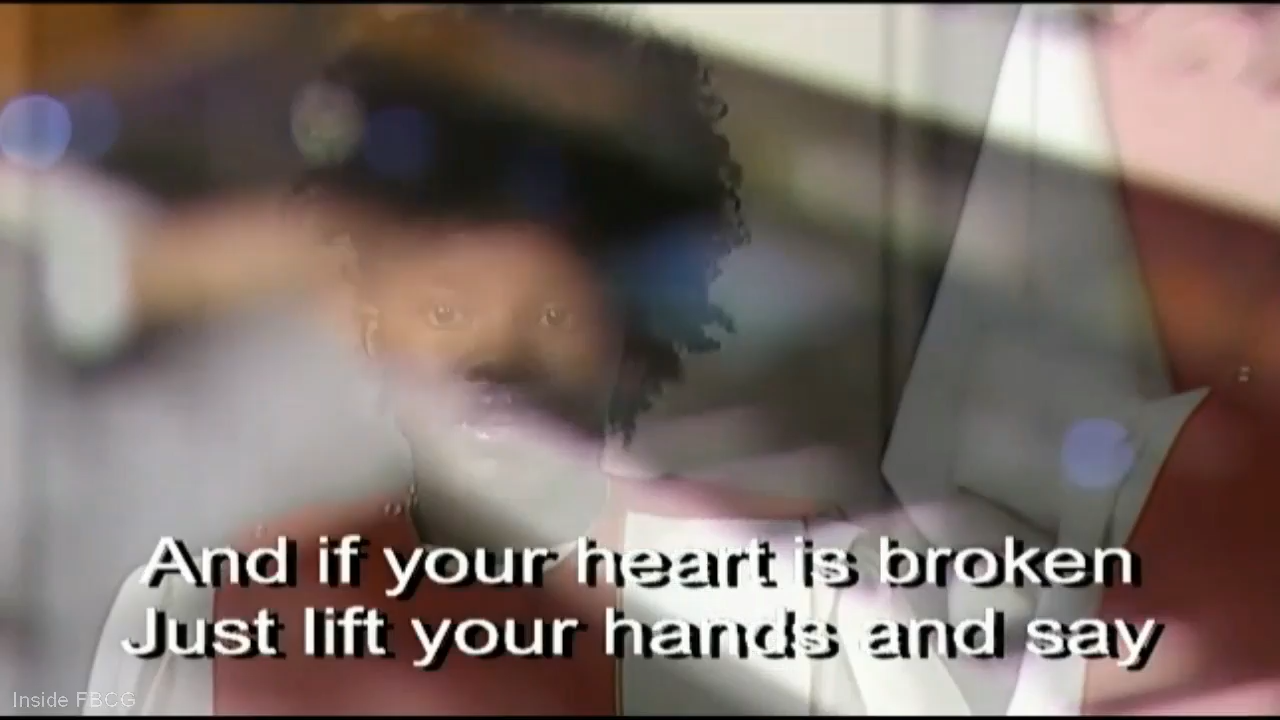 And if your heart is broken
Just lift your hands and say
Inside FBCG